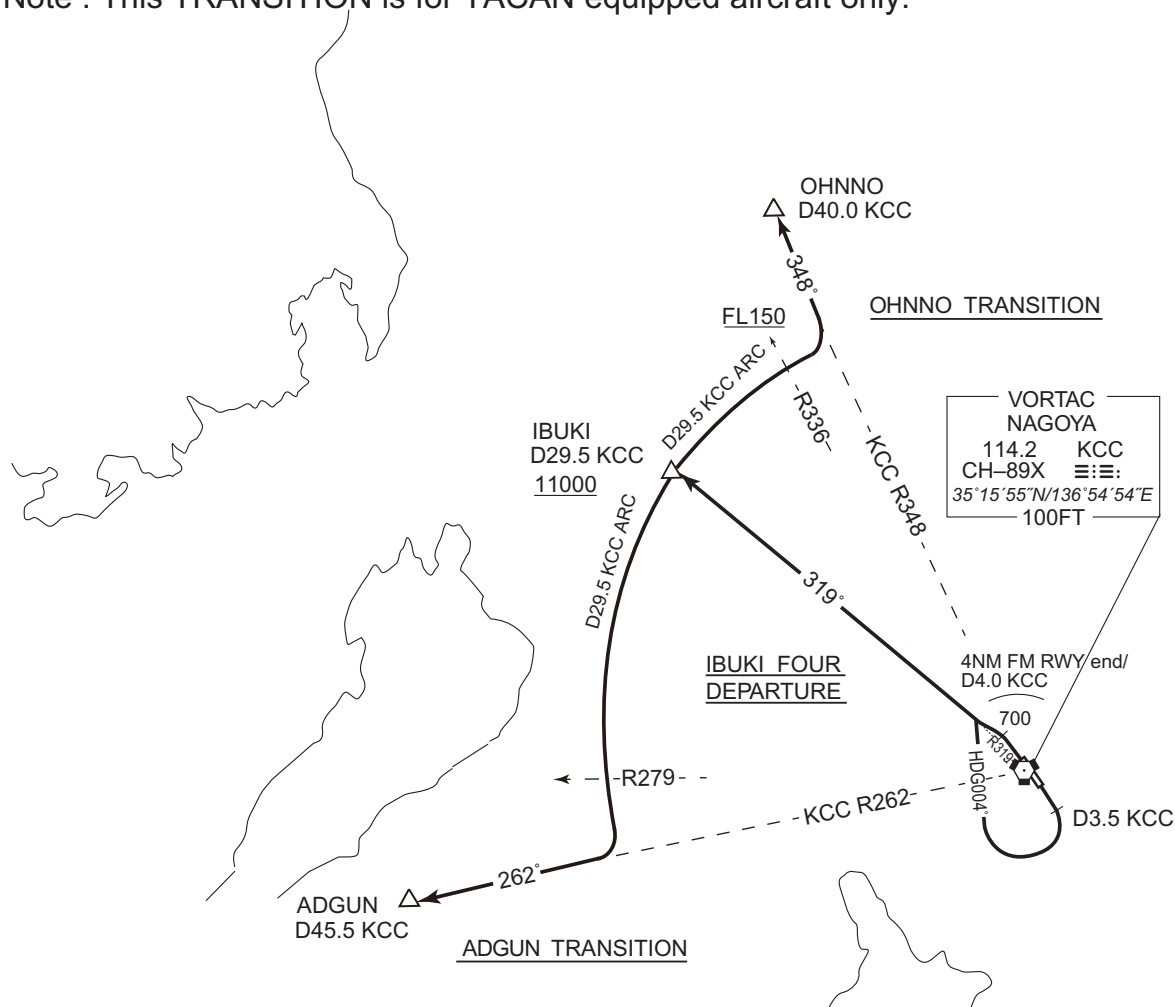 Note : This TRANSITION is for TACAN equipped aircraft only.
OHNNO
D40.0 KCC
348°
OHNNO TRANSITION
FL150
D29.5 KCC ARC
R336
KCC R348
VORTAC
NAGOYA
114.2 KCC
CH–89X
35°15´55˝N/136°54´54˝E
100FT
IBUKI
D29.5 KCC
11000
D29.5 KCC ARC
319°
IBUKI FOUR
DEPARTURE
4NM FM RWY end/
D4.0 KCC
700
R319
HDG004°
R279
KCC R262
D3.5 KCC
262°
ADGUN
D45.5 KCC
ADGUN TRANSITION